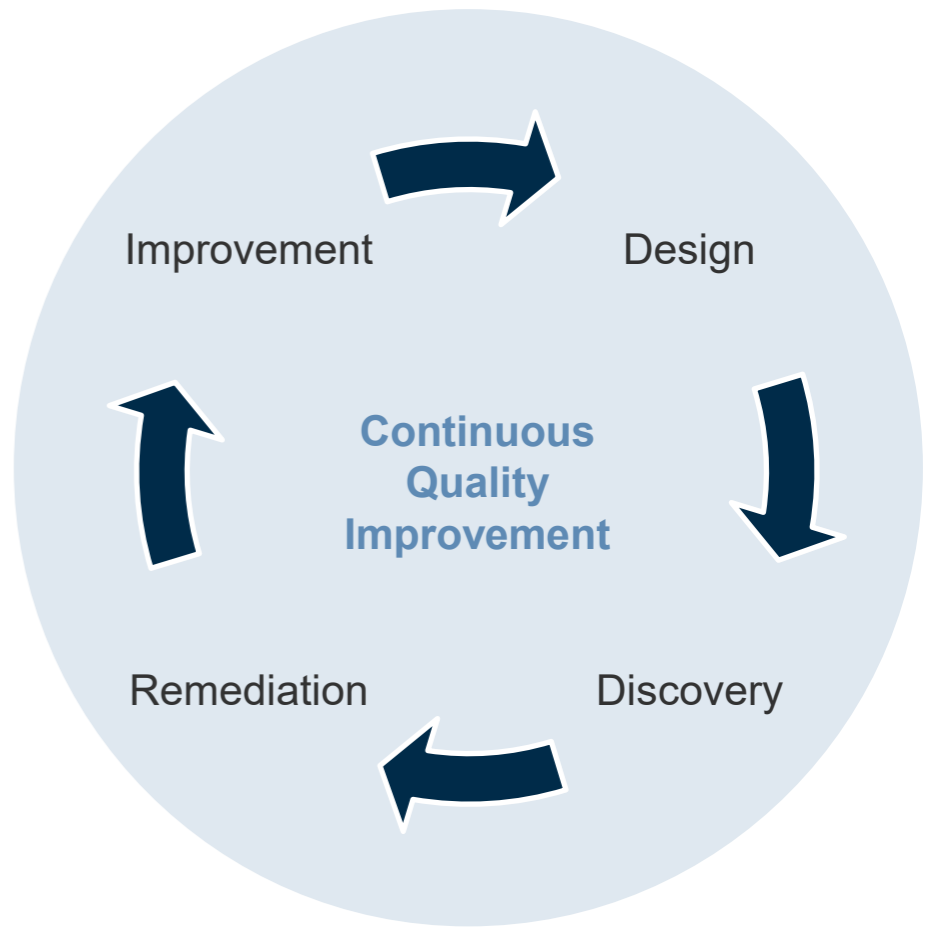 Improvement
Design
Continuous
Quality
Improvement
Remediation
Discovery